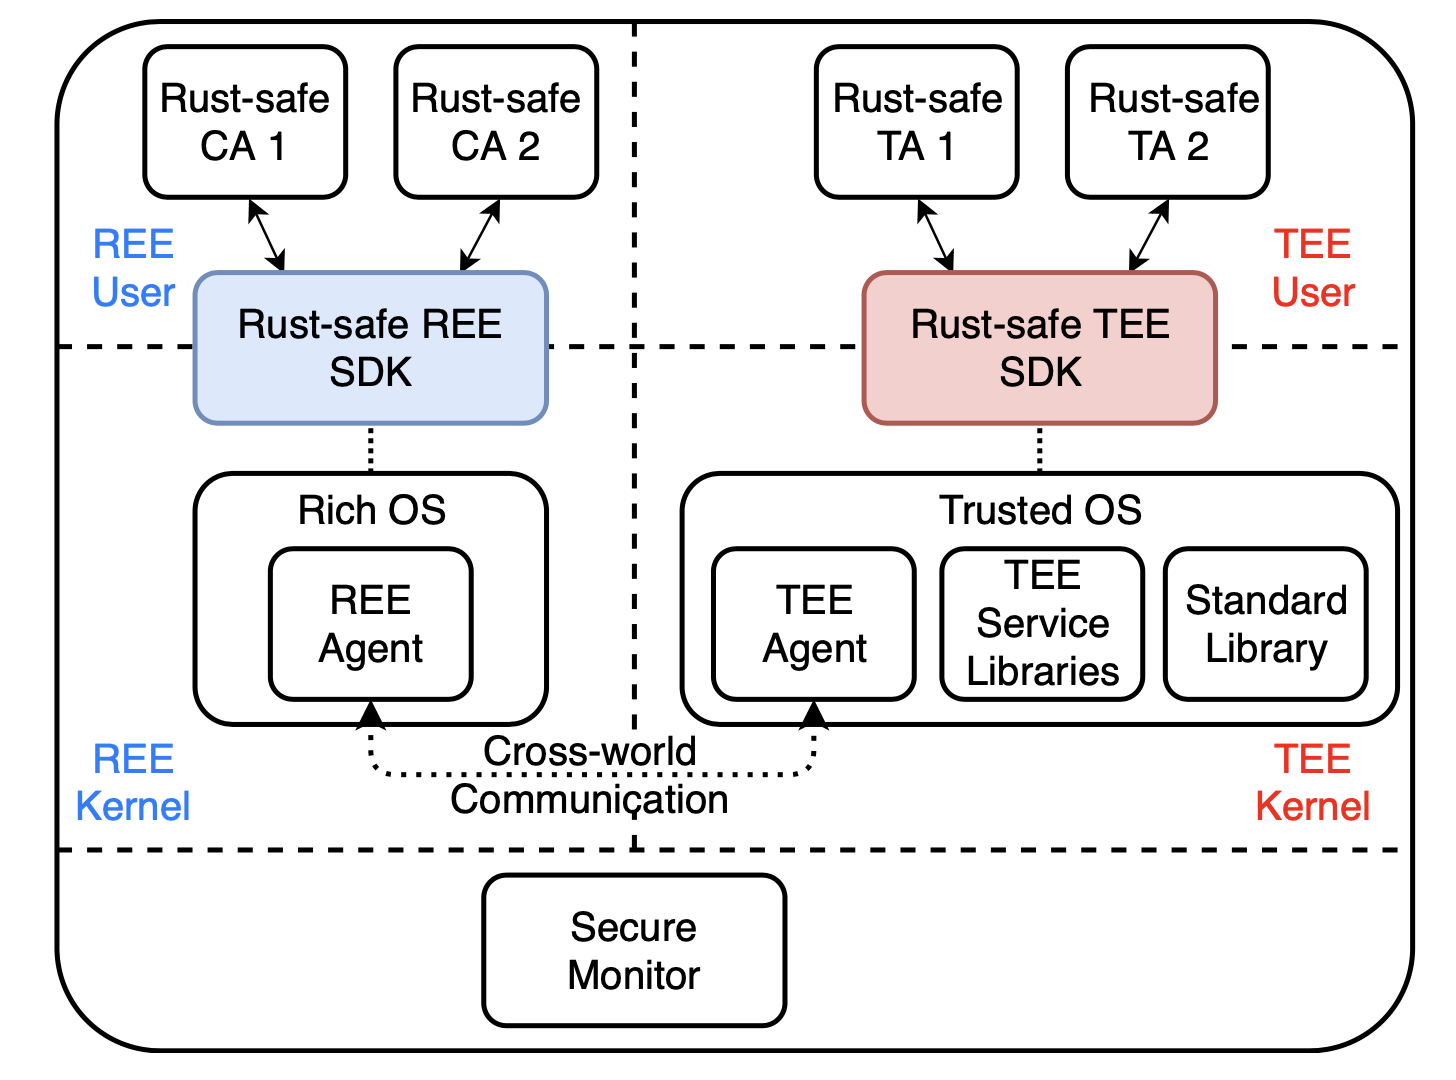 Rust-safe
CA 1
Rust-safe
CA 2
Rust-safe
TA 1
Rust-safe
TA 2
REE
User
TEE
User
Rust-safe REE
SDK
Rust-safe TEE
SDK
Rich OS
REE
Agent
Trusted OS
TEE
Agent
TEE
Service
Libraries
Standard
Library
REE
Kernel
Cross-world
Communication
TEE
Kernel
Secure
Monitor